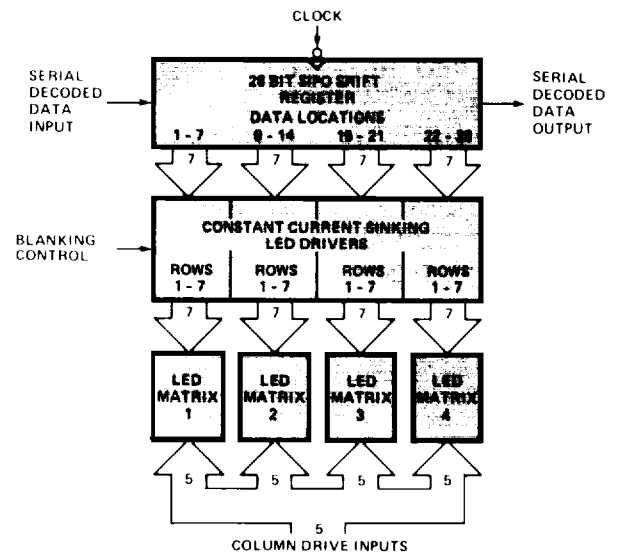 CLOCK
SERIAL
DECODED
DATA
INPUT
28 BIT SIPO SHIFT
REGISTER
DATA LOCATIONS
1 - 7 8 - 14 15 - 21 22 - 28
SERIAL
DECODED
DATA
OUTPUT
7 7 7 7
BLANKING
CONTROL
CONSTANT CURRENT SINKING
LED DRIVERS
ROWS ROWS ROWS ROWS
1 - 7 1 - 7 1 - 7 1 - 7
7 7 7 7
LED LED LED LED
MATRIX MATRIX MATRIX MATRIX
1 2 3 4
5 5 5 5
5
COLUMN DRIVE INPUTS